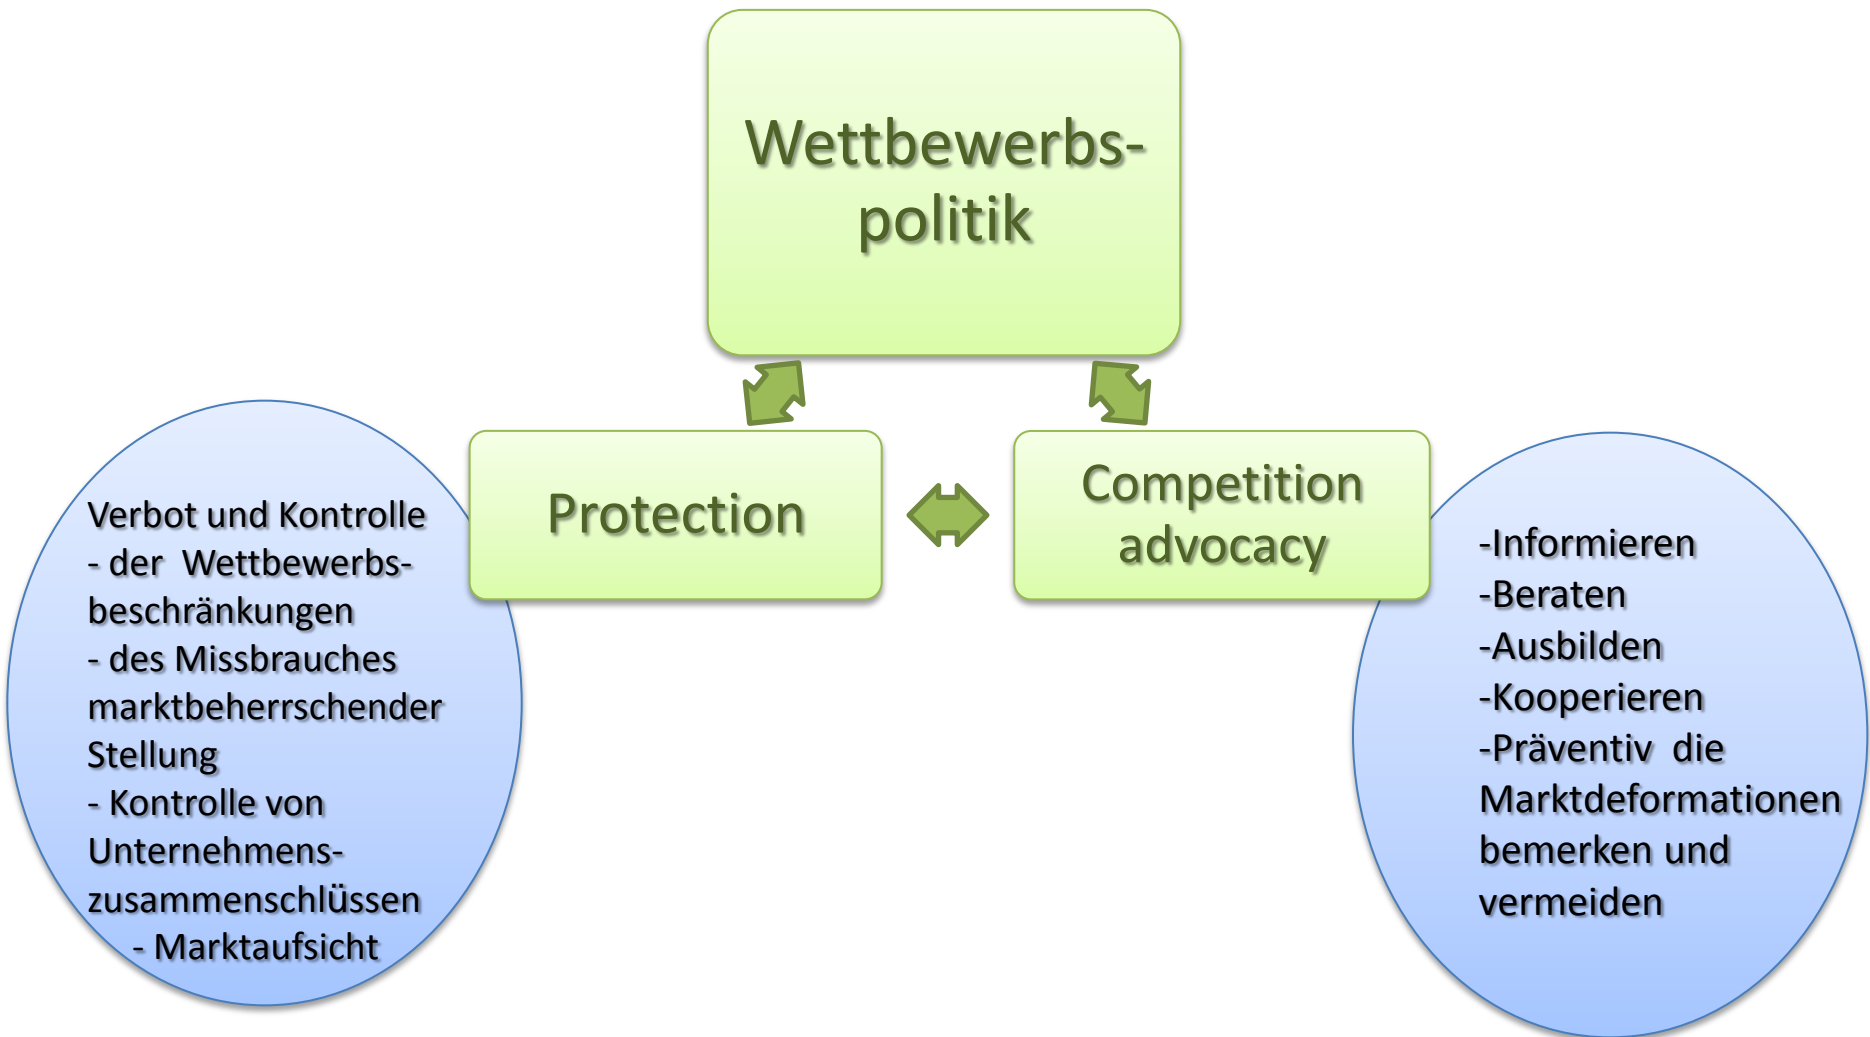 Wettbewerbs-
politik
Protection
Competition
advocacy
Verbot und Kontrolle
- der Wettbewerbs-
beschränkungen
- des Missbrauches
marktbeherrschender
Stellung
- Kontrolle von
Unternehmens-
zusammenschlüssen
- Marktaufsicht
-Informieren
-Beraten
-Ausbilden
-Kooperieren
-Präventiv die
Marktdeformationen
bemerken und
vermeiden